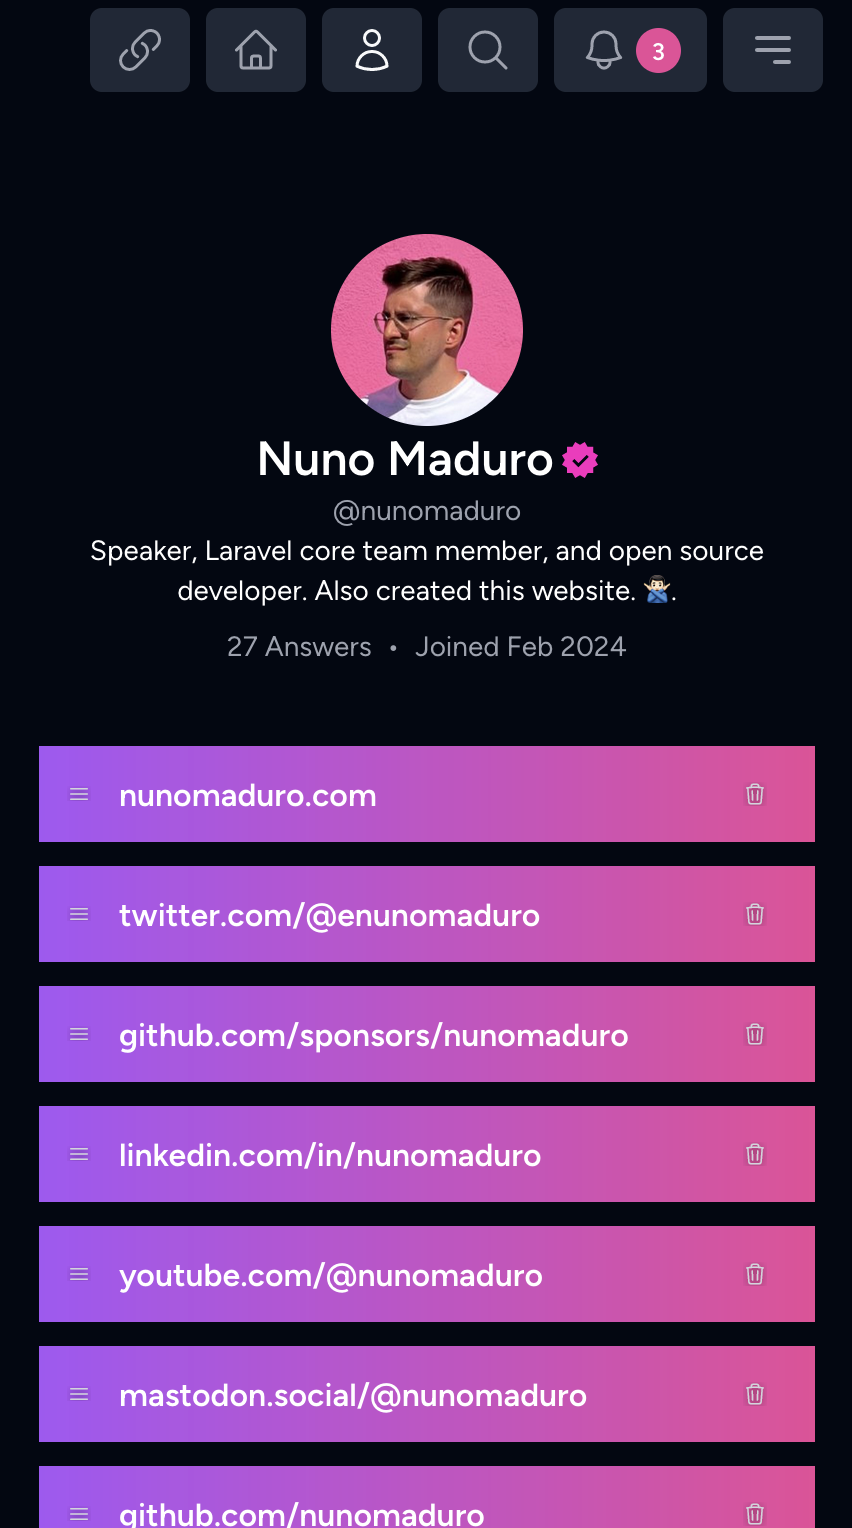 3
Nuno Maduro
@nunomaduro
Speaker, Laravel core team member, and open source
developer. Also created this website. 🙅🏻‍♂️.
27 Answers • Joined Feb 2024
nunomaduro.com
twitter.com/@enunomaduro
github.com/sponsors/nunomaduro
linkedin.com/in/nunomaduro
youtube.com/@nunomaduro
mastodon.social/@nunomaduro
github.com/nunomaduro